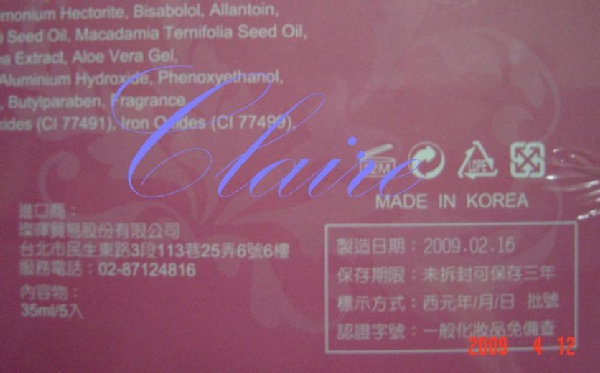 monium Hectorite, Bisabolol, Allantoin,
Seed Oil, Macadamia Ternifolia Seed Oil,
Extract, Aloe Vera Gel,
Aluminium Hydroxide, Phenoxyethanol,
Butylparaben, Fragrance
ides (CI 77491), Iron Oxides (CI 77499),
Claire
12M
LDPE
MADE IN KOREA
進口商：
璨暉貿易股份有限公司
台北市民生東路3段113巷25弄6號6樓
服務電話：02-87124816
內容物：
35ml/5入
製造日期：2009.02.16
保存期限：未拆封可保存三年
標示方式：西元年/月/日 批號
認證字號：一般化妝品免備查
2009 4 12